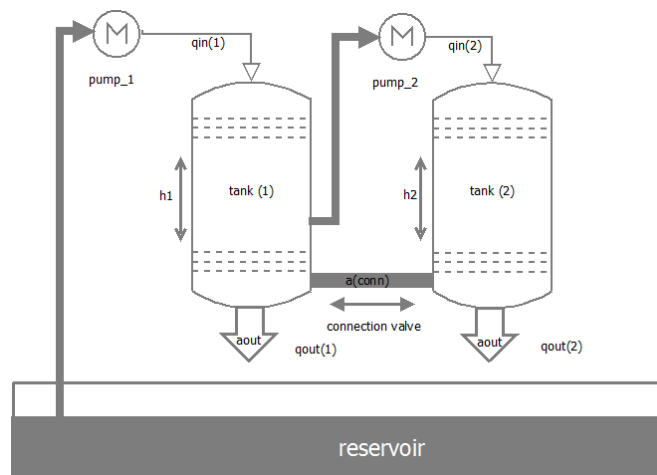 M
qin(1)
pump_1
M
qin(2)
pump_2
h1
tank (1)
h2
tank (2)
a(conn)
connection valve
aout
qout(1)
aout
qout(2)
reservoir